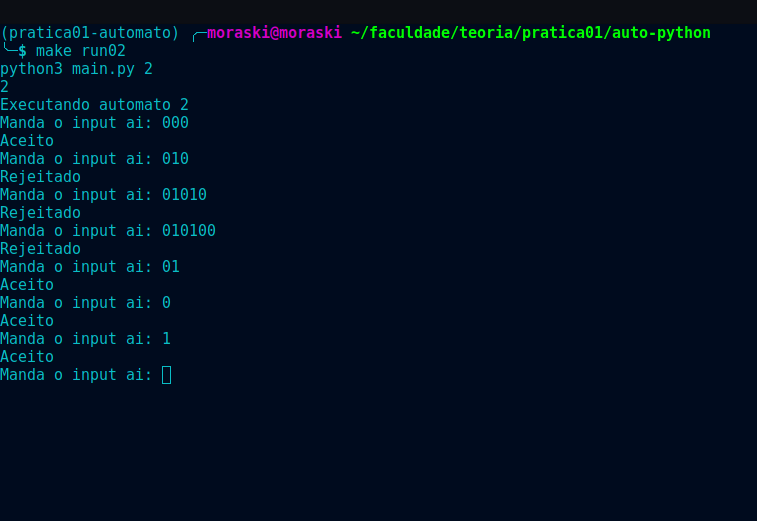 (pratica01-automato) ╭─moraski@moraski ~/faculdade/teoria/pratica01/auto-python
╰─$ make run02
python3 main.py 2
2
Executando automato 2
Manda o input ai: 000
Aceito
Manda o input ai: 010
Rejeitado
Manda o input ai: 01010
Rejeitado
Manda o input ai: 010100
Rejeitado
Manda o input ai: 01
Aceito
Manda o input ai: 0
Aceito
Manda o input ai: 1
Aceito
Manda o input ai: